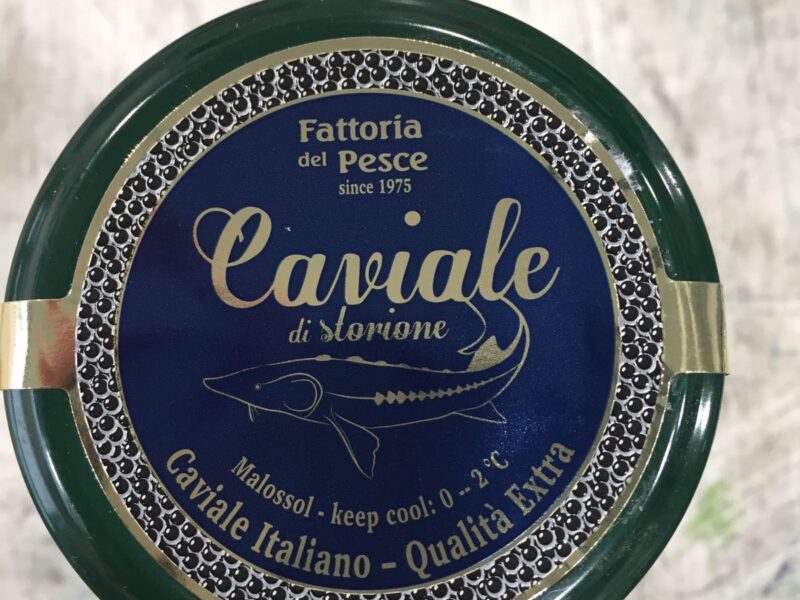 Fattoria
del Pesce
since 1975
Caviale
di storione
Malossol - keep cool: 0 -- 2 °C
Caviale Italiano - Qualità Extra